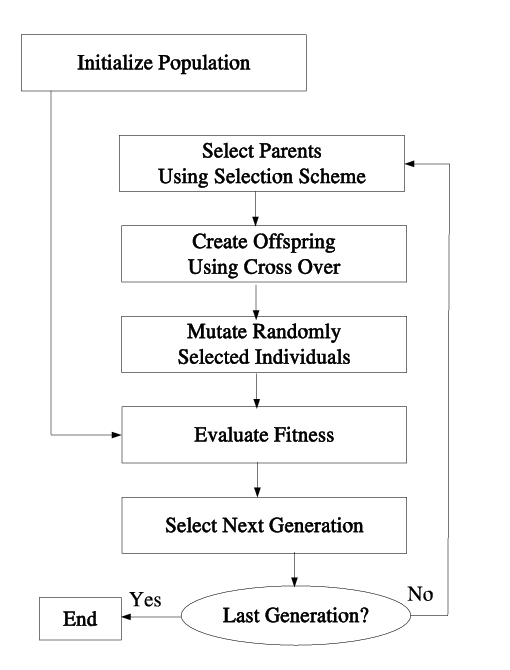 Initialize Population
Select Parents
Using Selection Scheme
Create Offspring
Using Cross Over
Mutate Randomly
Selected Individuals
Evaluate Fitness
Select Next Generation
Last Generation?
Yes
No
End